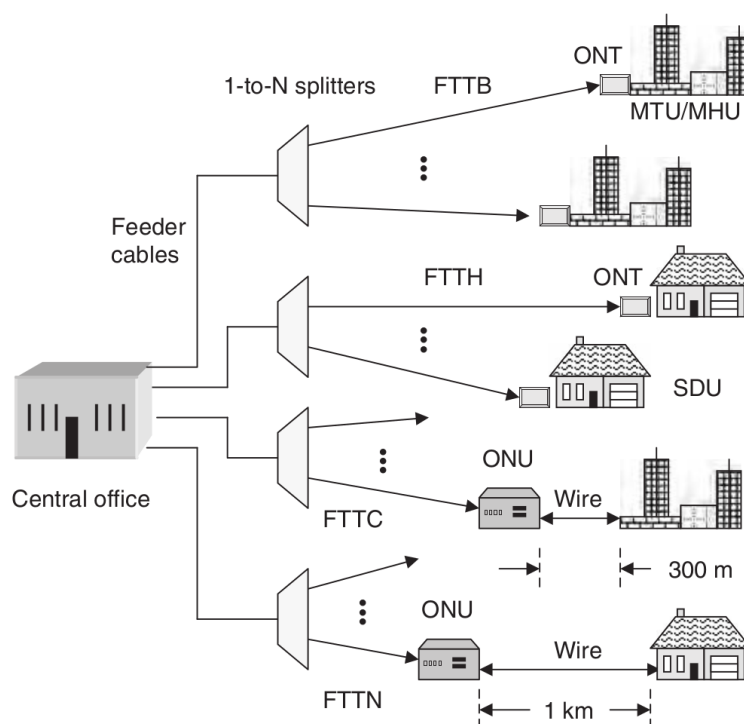 ONT
1-to-N splitters
FTTB
MTU/MHU
Feeder
cables
FTTH
ONT
SDU
Central office
ONU
Wire
FTTC
300 m
ONU
Wire
FTTN
1 km